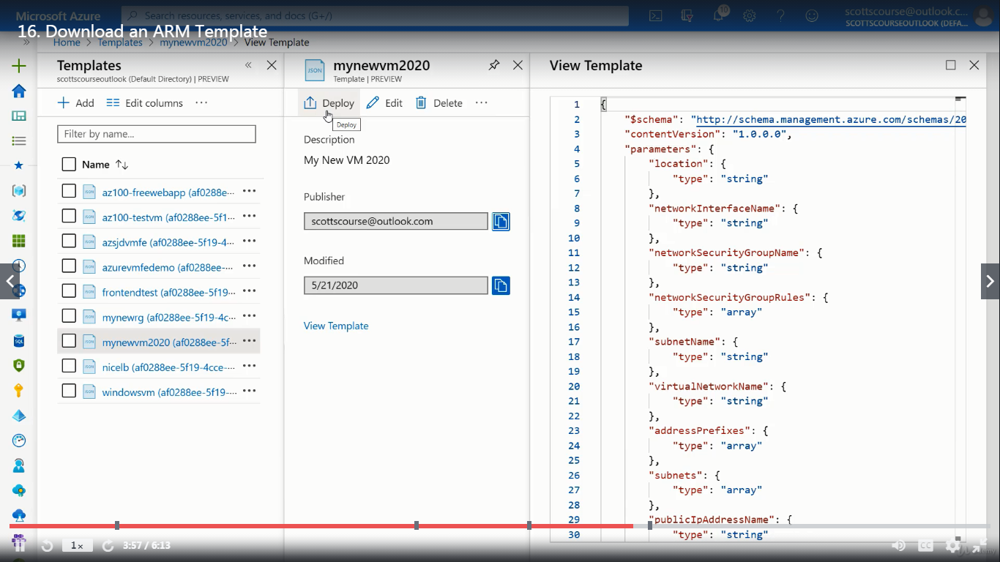 Microsoft Azure
Search resources, services, and docs (G+/)
10
scottscourse@outlook.c...
SCOTTSCOURSEOUTLOOK (DEFA...
16. Download an ARM Template
Home > Templates > mynewvm2020 > View Template
Templates
scottscourseoutlook (Default Directory) | PREVIEW
Add
Edit columns
Filter by name...
Name
az100-freewebapp (af0288e-...
az100-testvm (af0288ee-5f1-...
azsjdvmfe (af0288ee-5f19-4-...
azurevmfedemo (af0288ee-...
frontendtest (af0288ee-5f19-...
mynewrg (af0288ee-5f19-4c-...
mynewvm2020 (af0288ee-5f-...
nicelb (af0288ee-5f19-4cce-...
windowsvm (af0288ee-5f19-...
JSON
mynewvm2020
Template | PREVIEW
Deploy
Edit
Delete
Deploy
Description
My New VM 2020
Publisher
scottscourse@outlook.com
Modified
5/21/2020
View Template
View Template
1 {
2 "$schema": "http://schema.management.azure.com/schemas/20
3 "contentVersion": "1.0.0.0",
4 "parameters": {
5 "location": {
6 "type": "string"
7 },
8 "networkInterfaceName": {
9 "type": "string"
10 },
11 "networkSecurityGroupName": {
12 "type": "string"
13 },
14 "networkSecurityGroupRules": {
15 "type": "array"
16 },
17 "subnetName": {
18 "type": "string"
19 },
20 "virtualNetworkName": {
21 "type": "string"
22 },
23 "addressPrefixes": {
24 "type": "array"
25 },
26 "subnets": {
27 "type": "array"
28 },
29 "publicIpAddressName": {
30 "type": "string"
SQL
1x
3:57 / 6:13
CC